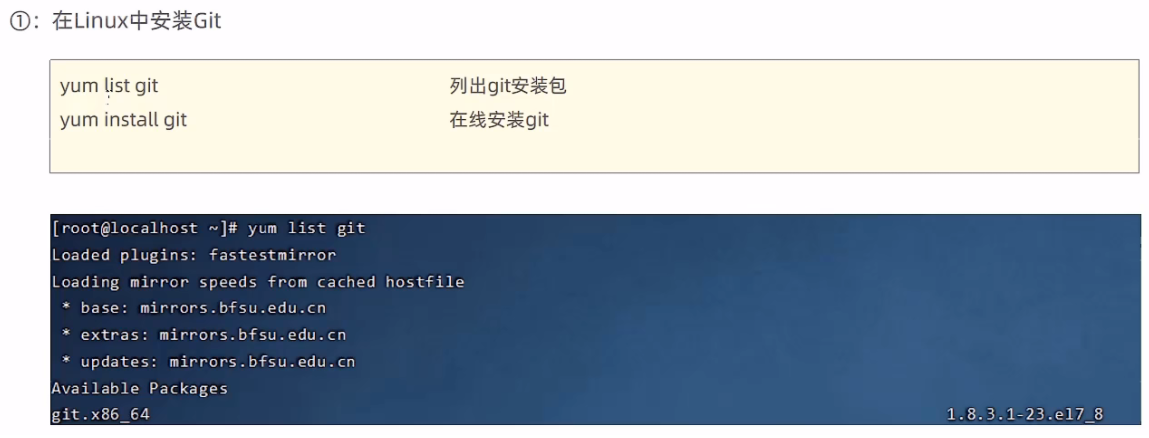 ①：在Linux中安装Git
yum list git 列出git安装包
yum install git 在线安装git
[root@localhost ~]# yum list git
Loaded plugins: fastestmirror
Loading mirror speeds from cached hostfile
* base: mirrors.bfsu.edu.cn
* extras: mirrors.bfsu.edu.cn
* updates: mirrors.bfsu.edu.cn
Available Packages
git.x86_64 1.8.3.1-23.el7_8